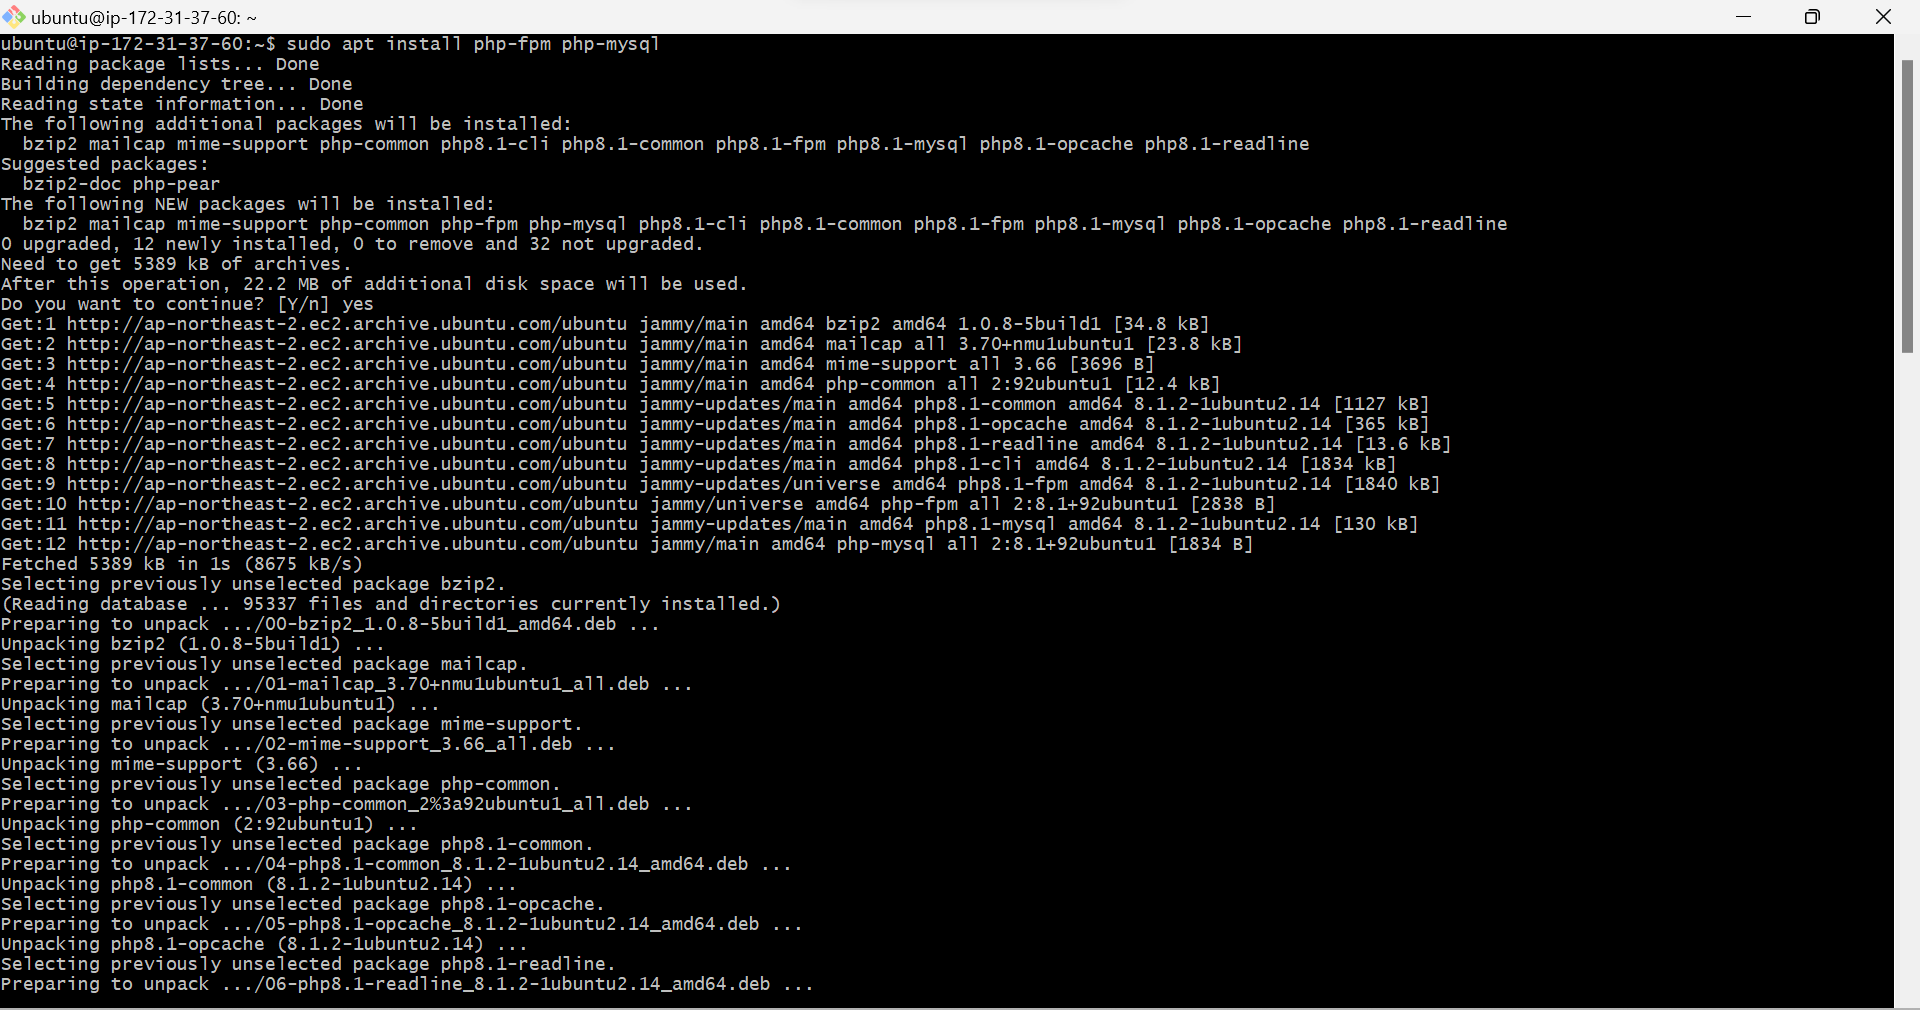 ubuntu@ip-172-31-37-60: ~
ubuntu@ip-172-31-37-60:~$ sudo apt install php-fpm php-mysql
Reading package lists... Done
Building dependency tree... Done
Reading state information... Done
The following additional packages will be installed:
  bzip2 mailcap mime-support php-common php8.1-cli php8.1-common php8.1-fpm php8.1-mysql php8.1-opcache php8.1-readline
Suggested packages:
  bzip2-doc php-pear
The following NEW packages will be installed:
  bzip2 mailcap mime-support php-common php-fpm php-mysql php8.1-cli php8.1-common php8.1-fpm php8.1-mysql php8.1-opcache php8.1-readline
0 upgraded, 12 newly installed, 0 to remove and 32 not upgraded.
Need to get 5389 kB of archives.
After this operation, 22.2 MB of additional disk space will be used.
Do you want to continue? [Y/n] yes
Get:1 http://ap-northeast-2.ec2.archive.ubuntu.com/ubuntu jammy/main amd64 bzip2 amd64 1.0.8-5build1 [34.8 kB]
Get:2 http://ap-northeast-2.ec2.archive.ubuntu.com/ubuntu jammy/main amd64 mailcap all 3.70+nmu1ubuntu1 [23.8 kB]
Get:3 http://ap-northeast-2.ec2.archive.ubuntu.com/ubuntu jammy/main amd64 mime-support all 3.66 [3696 B]
Get:4 http://ap-northeast-2.ec2.archive.ubuntu.com/ubuntu jammy/main amd64 php-common all 2:92ubuntu1 [12.4 kB]
Get:5 http://ap-northeast-2.ec2.archive.ubuntu.com/ubuntu jammy-updates/main amd64 php8.1-common amd64 8.1.2-1ubuntu2.14 [1127 kB]
Get:6 http://ap-northeast-2.ec2.archive.ubuntu.com/ubuntu jammy-updates/main amd64 php8.1-opcache amd64 8.1.2-1ubuntu2.14 [365 kB]
Get:7 http://ap-northeast-2.ec2.archive.ubuntu.com/ubuntu jammy-updates/main amd64 php8.1-readline amd64 8.1.2-1ubuntu2.14 [13.6 kB]
Get:8 http://ap-northeast-2.ec2.archive.ubuntu.com/ubuntu jammy-updates/main amd64 php8.1-cli amd64 8.1.2-1ubuntu2.14 [1834 kB]
Get:9 http://ap-northeast-2.ec2.archive.ubuntu.com/ubuntu jammy-updates/universe amd64 php8.1-fpm amd64 8.1.2-1ubuntu2.14 [1840 kB]
Get:10 http://ap-northeast-2.ec2.archive.ubuntu.com/ubuntu jammy/universe amd64 php-fpm all 2:8.1+92ubuntu1 [2838 B]
Get:11 http://ap-northeast-2.ec2.archive.ubuntu.com/ubuntu jammy-updates/main amd64 php8.1-mysql amd64 8.1.2-1ubuntu2.14 [130 kB]
Get:12 http://ap-northeast-2.ec2.archive.ubuntu.com/ubuntu jammy/main amd64 php-mysql all 2:8.1+92ubuntu1 [1834 B]
Fetched 5389 kB in 1s (8675 kB/s)
Selecting previously unselected package bzip2.
(Reading database ... 95337 files and directories currently installed.)
Preparing to unpack .../00-bzip2_1.0.8-5build1_amd64.deb ...
Unpacking bzip2 (1.0.8-5build1) ...
Selecting previously unselected package mailcap.
Preparing to unpack .../01-mailcap_3.70+nmu1ubuntu1_all.deb ...
Unpacking mailcap (3.70+nmu1ubuntu1) ...
Selecting previously unselected package mime-support.
Preparing to unpack .../02-mime-support_3.66_all.deb ...
Unpacking mime-support (3.66) ...
Selecting previously unselected package php-common.
Preparing to unpack .../03-php-common_2%3a92ubuntu1_all.deb ...
Unpacking php-common (2:92ubuntu1) ...
Selecting previously unselected package php8.1-common.
Preparing to unpack .../04-php8.1-common_8.1.2-1ubuntu2.14_amd64.deb ...
Unpacking php8.1-common (8.1.2-1ubuntu2.14) ...
Selecting previously unselected package php8.1-opcache.
Preparing to unpack .../05-php8.1-opcache_8.1.2-1ubuntu2.14_amd64.deb ...
Unpacking php8.1-opcache (8.1.2-1ubuntu2.14) ...
Selecting previously unselected package php8.1-readline.
Preparing to unpack .../06-php8.1-readline_8.1.2-1ubuntu2.14_amd64.deb ...